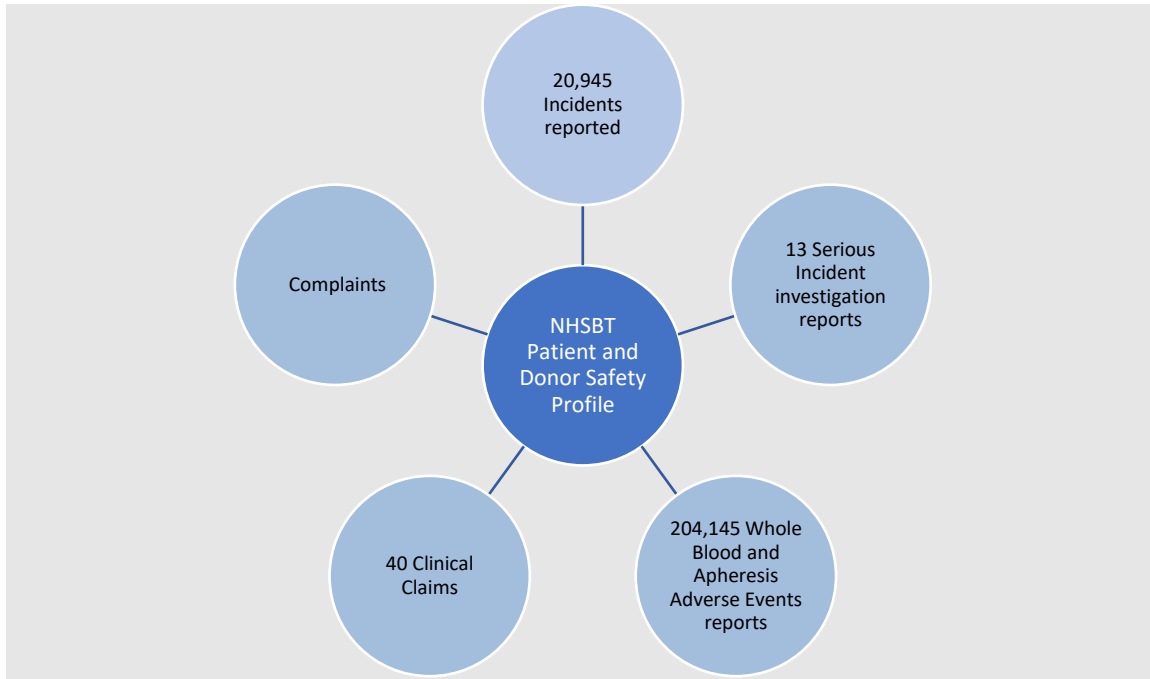 20,945
Incidents
reported
13 Serious
Incident
investigation
reports
Complaints
NHSBT
Patient and
Donor Safety
Profile
40 Clinical
Claims
204,145 Whole
Blood and
Apheresis
Adverse Events
reports